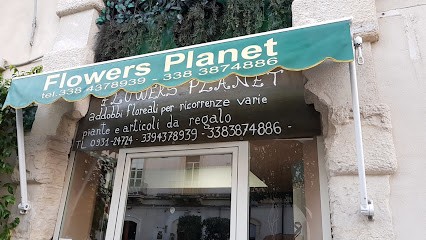 Flowers Planet
tel.338 4378939 - 338 3874886
FLOWERS PLANET
addobbi floreali per ricorrenze varie
piante e articoli da regalo
TL 0931-24724 - 3394378939 - 3383874886 -